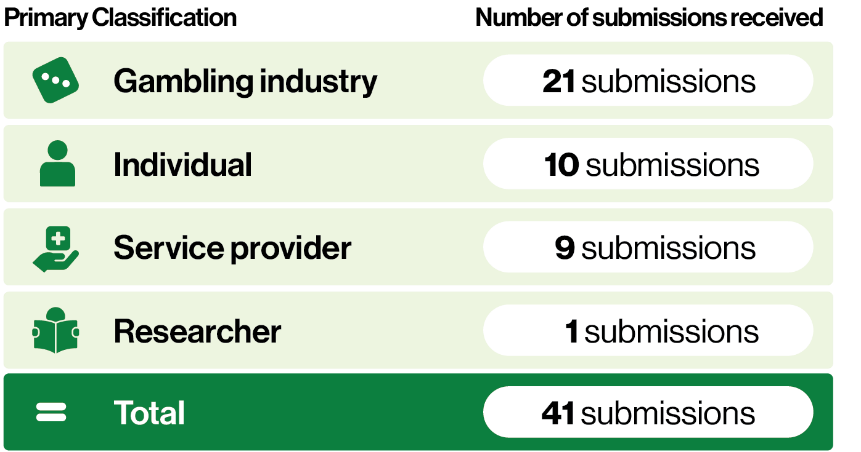 Primary Classification Number of submissions received
Gambling industry 21 submissions
Individual 10 submissions
Service provider 9 submissions
Researcher 1 submissions
Total 41 submissions